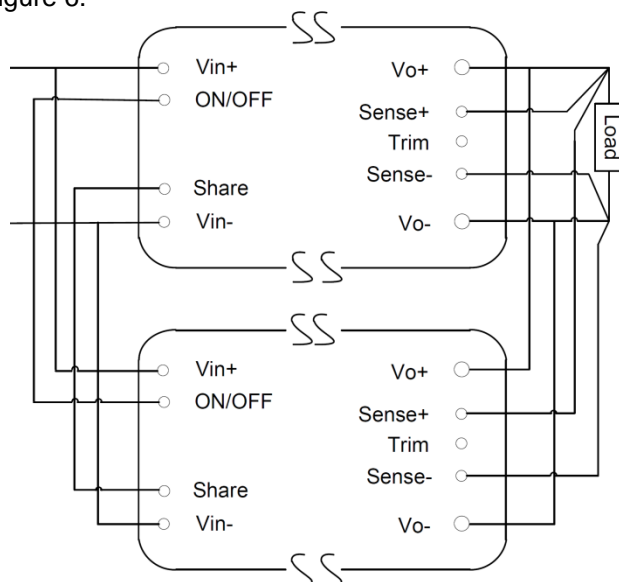 igure 6.
Vin+
Vo+
ON/OFF
Sense+
Trim
Load
Sense-
Share
Vin-
Vo-
Vin+
Vo+
ON/OFF
Sense+
Trim
Sense-
Share
Vin-
Vo-